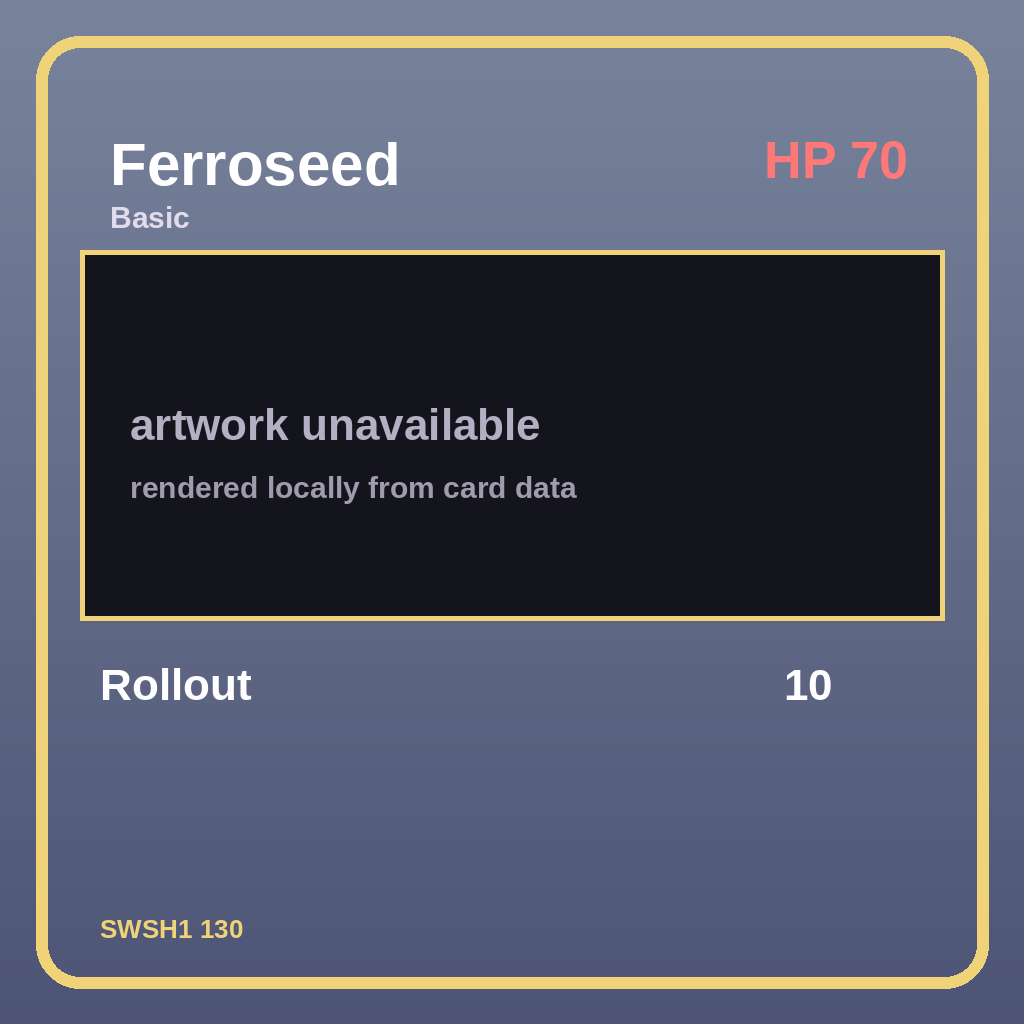 Ferroseed
HP 70
Basic
artwork unavailable
rendered locally from card data
Rollout
10
SWSH1 130